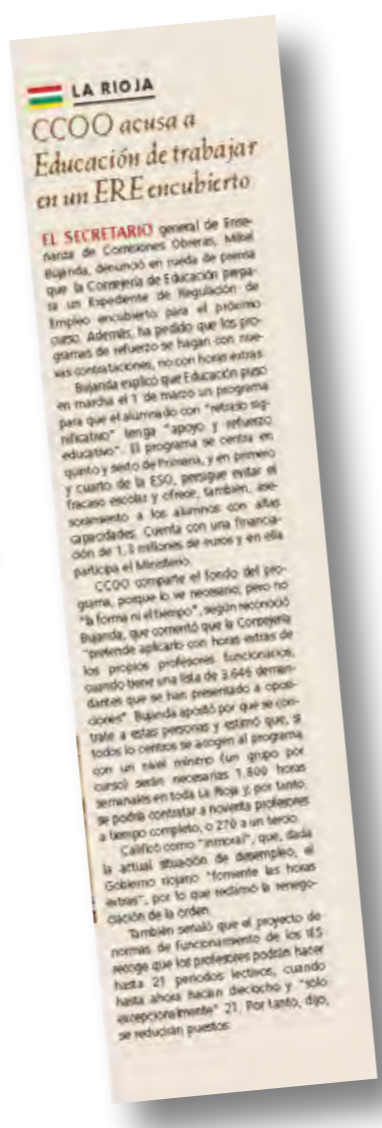 LA RIOJA
CCOO acusa a
Educación de trabajar
en un ERE encubierto
EL SECRETARIO general de Ense-
ñanza de Comisiones Obreras, Mikel
Bujanda, denunció en rueda de prensa
que la Consejería de Educación prepa-
ra un Expediente de Regulación de
Empleo encubierto para el próximo
curso. Además, ha pedido que los pro-
gramas de refuerzo se hagan con nue-
vas contrataciones, no con horas extras.
Bujanda explicó que Educación puso
en marcha el 1 de marzo un programa
para que el alumnado con "retraso sig-
nificativo" tenga "apoyo y refuerzo
educativo". El programa se centra en
quinto y sexto de Primaria, y en primero
y cuarto de la ESO, persigue evitar el
fracaso escolar y ofrece, también, ase-
soramiento a los alumnos con altas
capacidades. Cuenta con una financia-
ción de 1,3 millones de euros y en ella
participa el Ministerio.
CCOO comparte el fondo del pro-
grama, porque lo ve necesario, pero no
"la forma ni el tiempo", según reconoció
Bujanda, que comentó que la Consejería
"pretende aplicarlo con horas extras de
los propios profesores funcionarios,
cuando tiene una lista de 3.646 deman-
dantes que se han presentado a oposi-
ciones". Bujanda apostó por que se con-
trate a estas personas y estimó que, si
todos lo centros se acogen al programa
con un nivel mínimo (un grupo por
curso) serán necesarias 1.800 horas
semanales en toda La Rioja y, por tanto,
se podría contratar a noventa profesores
a tiempo completo, o 270 a un tercio.
Calificó como "inmoral", que, dada
la actual situación de desempleo, el
Gobierno riojano "fomente las horas
extras", por lo que reclamó la renego-
ciación de la orden.
También señaló que el proyecto de
normas de funcionamiento de los IES
recoge que los profesores podrán hacer
hasta 21 periodos lectivos, cuando
hasta ahora hacían dieciocho y "sólo
excepcionalmente" 21. Por tanto, dijo,
se reducirán puestos.